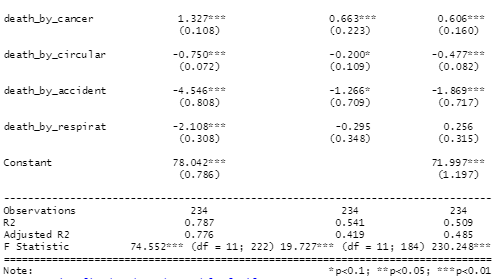 death_by_cancer 1.327*** 0.663*** 0.606***
(0.108) (0.223) (0.160)
death_by_circular -0.750*** -0.200* -0.477***
(0.072) (0.109) (0.082)
death_by_accident -4.546*** -1.266* -1.869***
(0.808) (0.709) (0.717)
death_by_respirat -2.108*** -0.295 0.256
(0.308) (0.348) (0.315)
Constant 78.042*** 71.997***
(0.786) (1.197)
Observations 234 234 234
R2 0.787 0.541 0.509
Adjusted R2 0.776 0.419 0.485
F Statistic 74.552*** (df = 11; 222) 19.727*** (df = 11; 184) 230.248***
Note: *p<0.1; **p<0.05; ***p<0.01